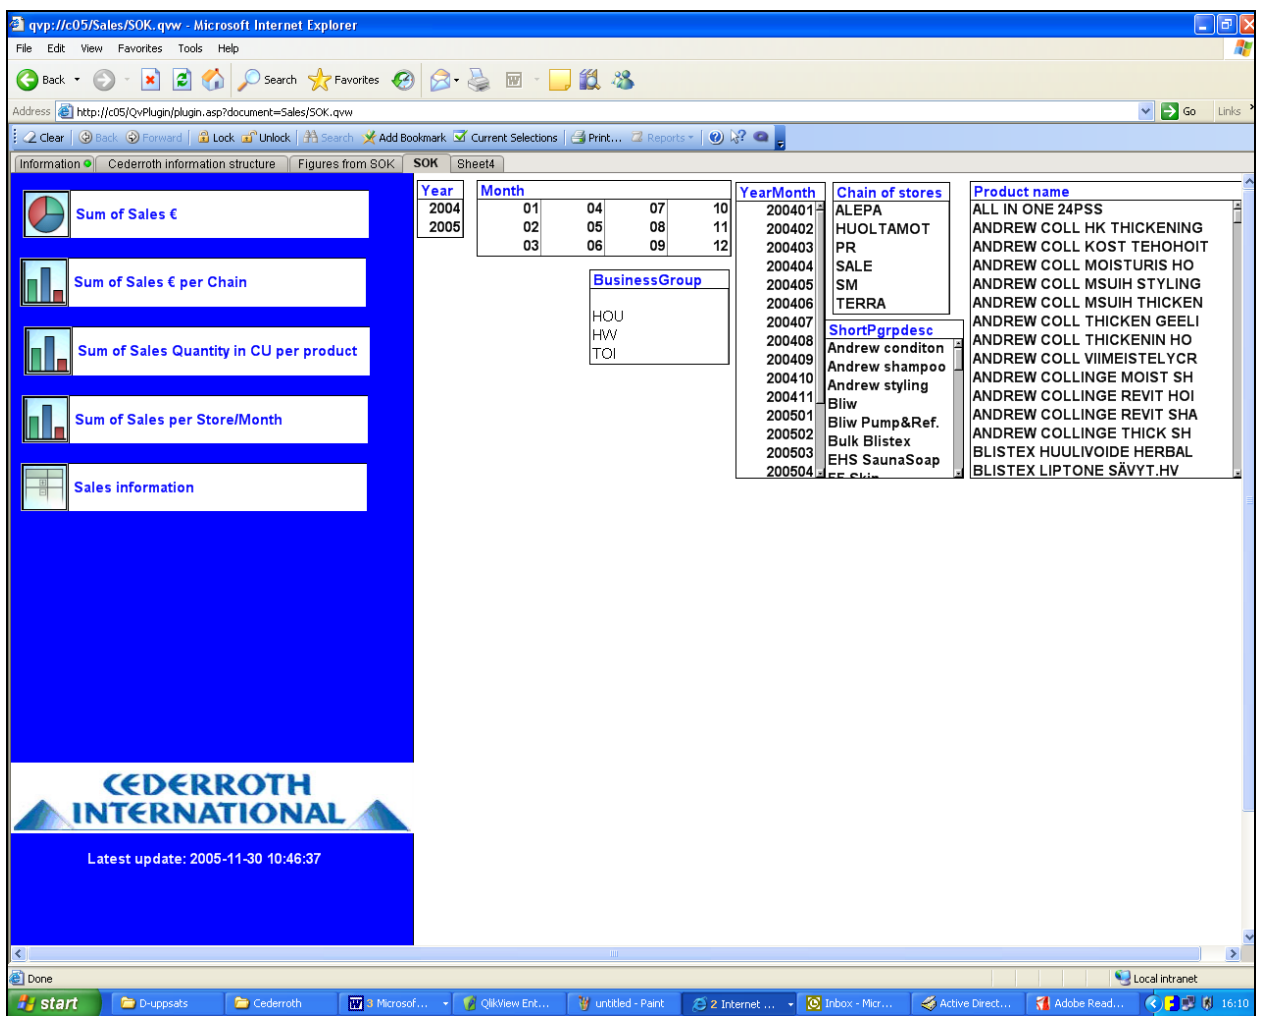 qvp://c05/Sales/SOK.qvw - Microsoft Internet Explorer
File Edit View Favorites Tools Help
Back Search Favorites
Address http://c05/QvPlugin/plugin.asp?document=Sales/SOK.qvw Go Links
Clear Back Forward Lock Unlock Search Add Bookmark Current Selections Print... Reports
Information Cederroth information structure Figures from SOK SOK Sheet4
Sum of Sales €
Sum of Sales € per Chain
Sum of Sales Quantity in CU per product
Sum of Sales per Store/Month
Sales information
CEDERROTH
INTERNATIONAL
Latest update: 2005-11-30 10:46:37
Year
2004
2005
Month
01 04 07 10
02 05 08 11
03 06 09 12
BusinessGroup
HOU
HW
TOI
YearMonth
200401
200402
200403
200404
200405
200406
200407
200408
200409
200410
200411
200501
200502
200503
200504
Chain of stores
ALEPA
HUOLTAMOT
PR
SALE
SM
TERRA
ShortPgrpdesc
Andrew conditon
Andrew shampoo
Andrew styling
Bliw
Bliw Pump&Ref.
Bulk Blistex
EHS SaunaSoap
Product name
ALL IN ONE 24PSS
ANDREW COLL HK THICKENING
ANDREW COLL KOST TEHOHOIT
ANDREW COLL MOISTURIS HO
ANDREW COLL MSUIH STYLING
ANDREW COLL MSUIH THICKEN
ANDREW COLL THICKEN GEELI
ANDREW COLL THICKENIN HO
ANDREW COLL VIIMEISTELYCR
ANDREW COLLINGE MOIST SH
ANDREW COLLINGE REVIT HOI
ANDREW COLLINGE REVIT SHA
ANDREW COLLINGE THICK SH
BLISTEX HUULIVOIDE HERBAL
BLISTEX LIPTONE SÄVYT.HV
Done Local intranet
start D-uppsats Cederroth 3 Microsof... QlikView Ent... untitled - Paint 2 Internet ... Inbox - Micr... Active Direct... Adobe Read... 16:10